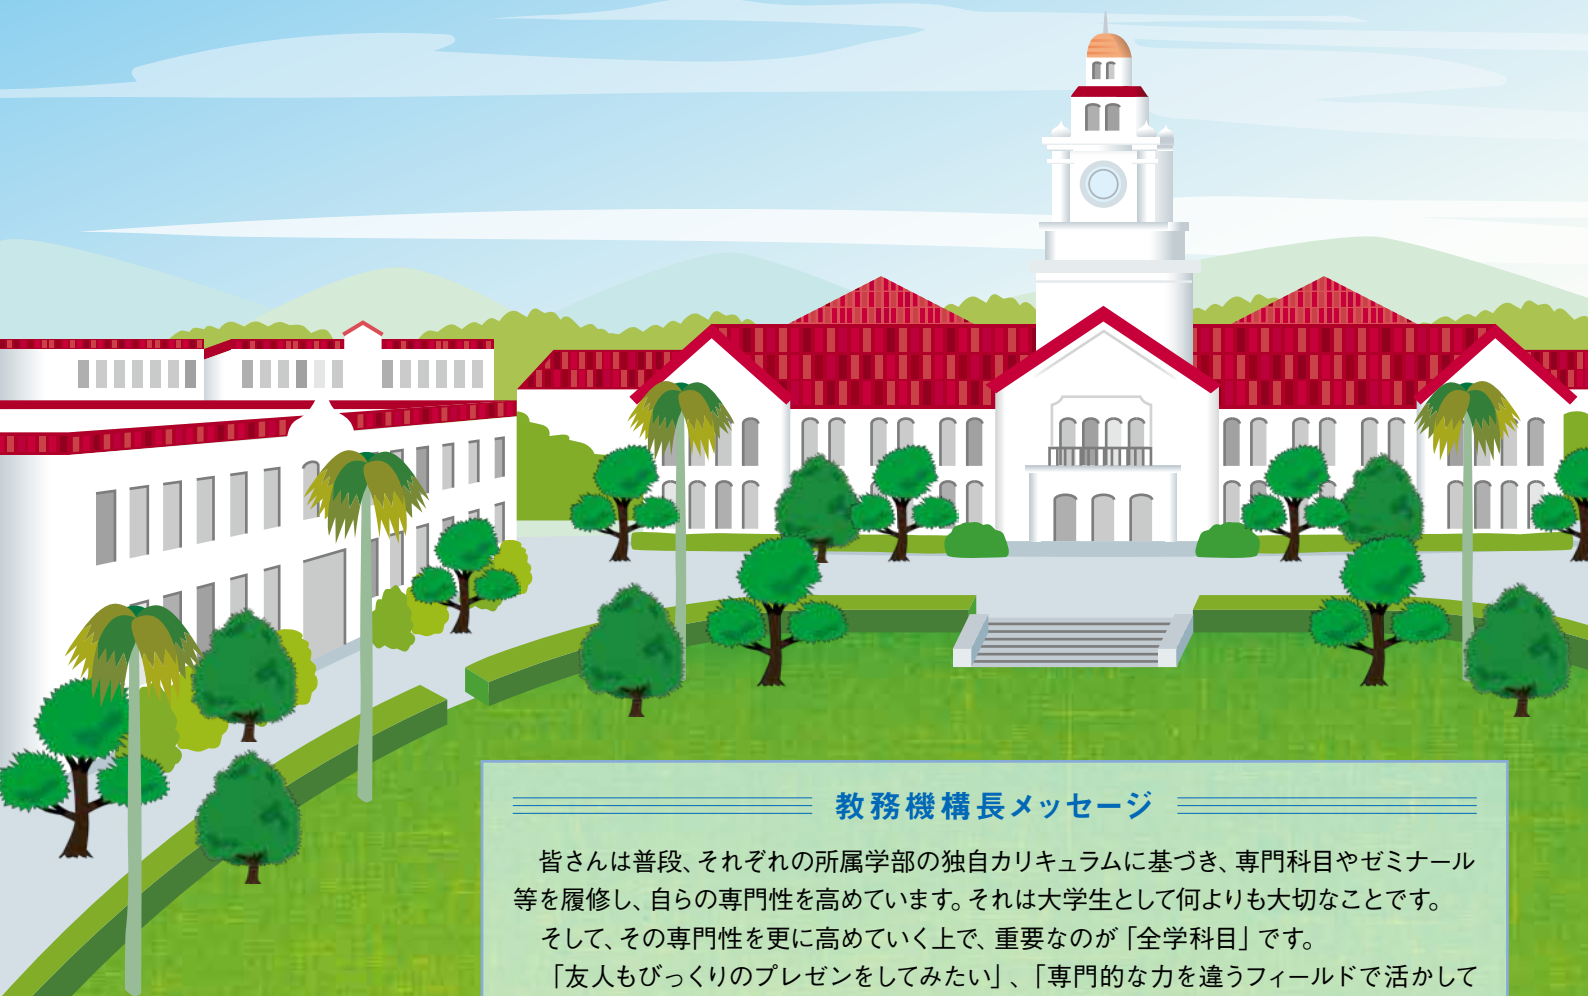 教務機構長メッセージ
皆さんは普段、それぞれの所属学部の独自カリキュラムに基づき、専門科目やゼミナール
等を履修し、自らの専門性を高めています。それは大学生として何よりも大切なことです。
そして、その専門性を更に高めていく上で、重要なのが「全学科目」です。
「友人もびっくりのプレゼンをしてみたい」、「専門的な力を違うフィールドで活かして